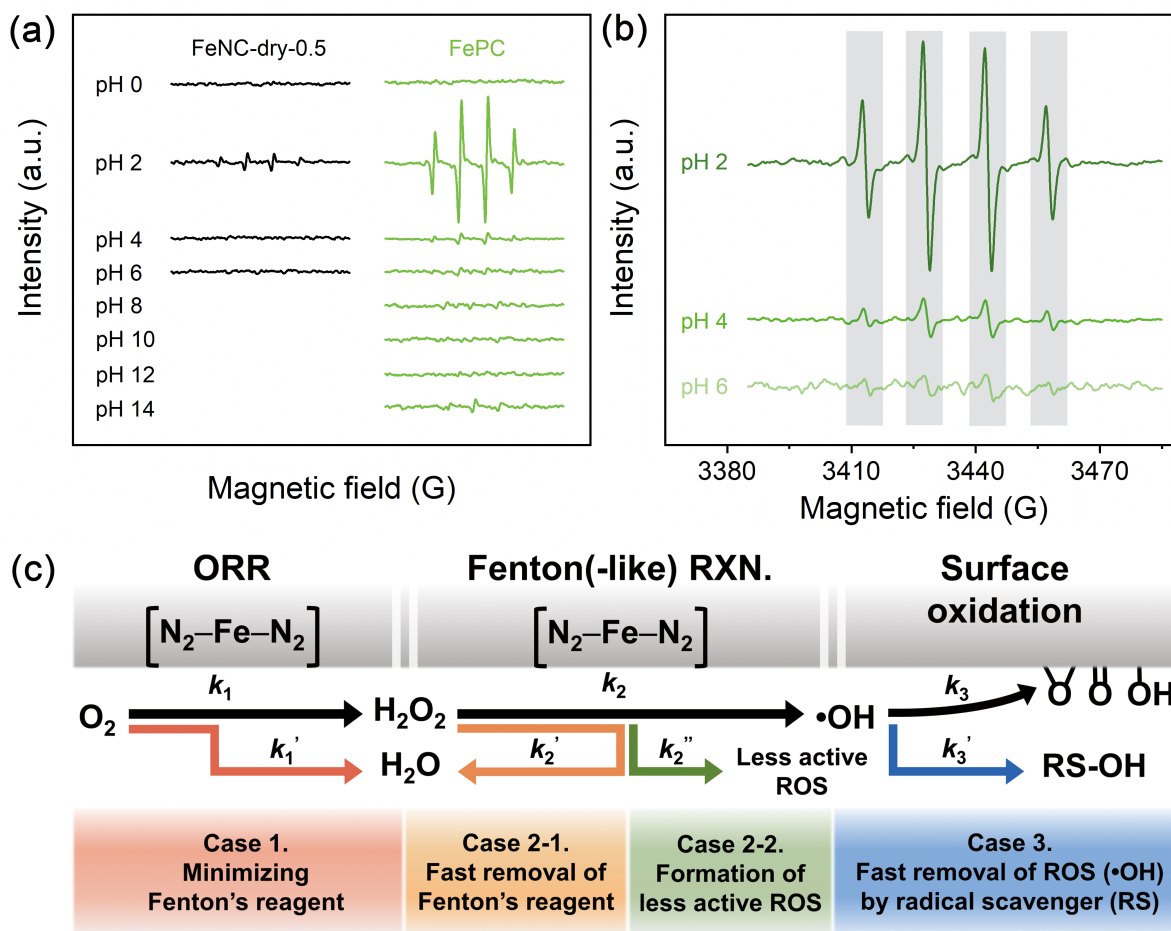 (a)
FeNC-dry-0.5 FePC
pH 0
pH 2
pH 4
pH 6
pH 8
pH 10
pH 12
pH 14
Intensity (a.u.)
Magnetic field (G)
(b)
pH 2
pH 4
pH 6
Intensity (a.u.)
3380 3410 3440 3470
Magnetic field (G)
(c)
ORR
[N₂–Fe–N₂]
Fenton(-like) RXN.
[N₂–Fe–N₂]
Surface
oxidation
k₁ k₂ k₃
O₂ H₂O₂ •OH O O OH
k₁’ k₂’ k₂” k₃’
H₂O Less active
ROS
RS-OH
Case 1.
Minimizing
Fenton’s reagent
Case 2-1.
Fast removal of
Fenton’s reagent
Case 2-2.
Formation of
less active ROS
Case 3.
Fast removal of ROS (•OH)
by radical scavenger (RS)